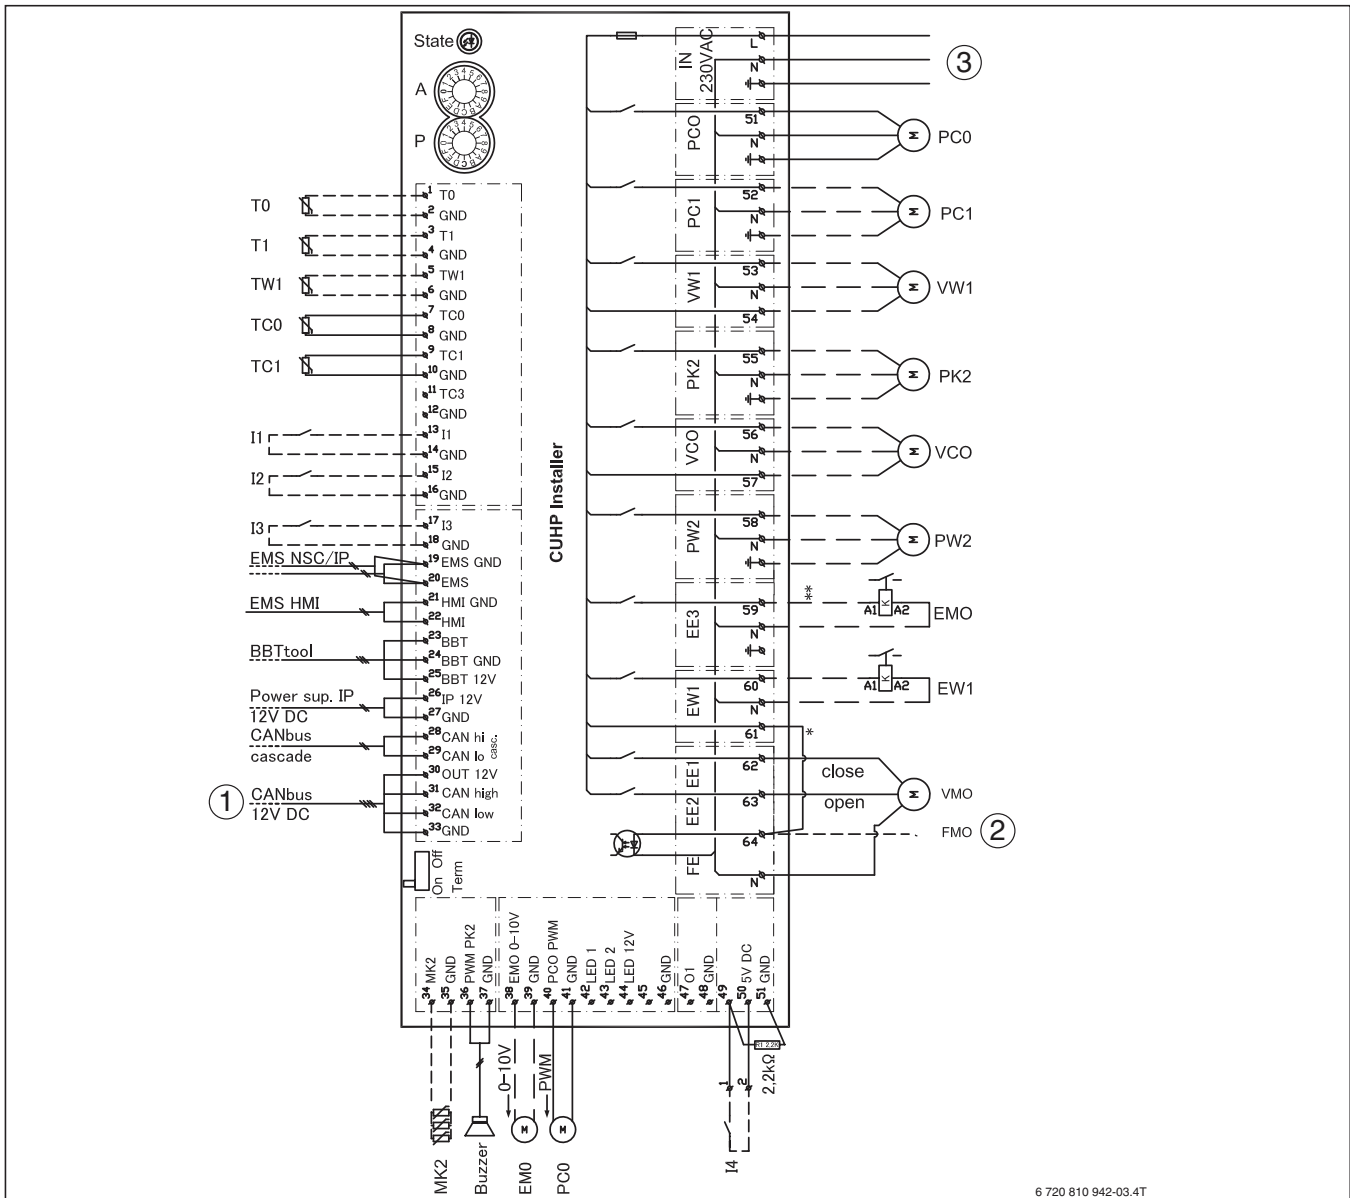 State
A
P
T0
T1
TW1
TC0
TC1
I1
I2
I3
EMS NSC/IP
EMS HMI
BBTtool
Power sup. IP
12V DC
CANbus
cascade
1
CANbus
12V DC
1 T0
2 GND
3 T1
4 GND
5 TW1
6 GND
7 TC0
8 GND
9 TC1
10 GND
11 TC3
12 GND
13 I1
14 GND
15 I2
16 GND
17 I3
18 GND
19 EMS GND
20 EMS
21 HMI GND
22 HMI
23 BBT
24 BBT GND
25 BBT 12V
26 IP 12V
27 GND
28 CAN hi casc.
29 CAN lo
30 OUT 12V
31 CAN high
32 CAN low
33 GND
On Off
Term
CUHP Installer
IN
230VAC
L
N
3
PCO
51
N
M
PC0
PC1
52
N
M
PC1
VW1
53
N
54
M
VW1
PK2
55
N
M
PK2
VCO
56
N
57
M
VCO
PW2
58
N
M
PW2
EE3
59
N
**
A1 K A2
EMO
EW1
60
N
61
*
A1 K A2
EW1
EE2 EE1
62
63
close
open
M
VMO
FE
64
N
FMO
2
34 MK2
35 GND
36 PWM PK2
37 GND
38 EMO 0-10V
39 GND
40 PCO PWM
41 GND
42 LED 1
43 LED 2
44 LED 12V
45
46 GND
47 O1
48 GND
49
50 5V DC
51 GND
0-10V
PWM
1
2
R1 2,2K
2,2kΩ
M
M
MK2
Buzzer
EM0
PC0
I4
6 720 810 942-03.4T